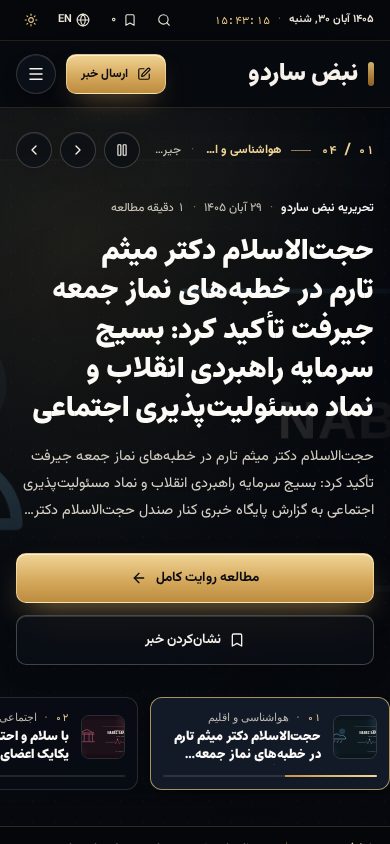 ۱۴۰۵ آبان ۳۰, شنبه · ۱۵:۴۳:۱۵
۰
EN
نبض ساردو
ارسال خبر
۰۱ / ۰۴ هواشناسی و ا... · جیر...
تحریریه نبض ساردو · ۲۹ آبان ۱۴۰۵ · ۱ دقیقه مطالعه
حجت‌الاسلام دکتر میثم
تارم در خطبه‌های نماز جمعه
جیرفت تأکید کرد: بسیج
سرمایه راهبردی انقلاب و
نماد مسئولیت‌پذیری اجتماعی
NAB
حجت‌الاسلام دکتر میثم تارم در خطبه‌های نماز جمعه جیرفت
تأکید کرد: بسیج سرمایه راهبردی انقلاب و نماد مسئولیت‌پذیری
اجتماعی به گزارش پایگاه خبری کنار صندل حجت‌الاسلام دکتر...
مطالعه روایت کامل
نشان‌کردن خبر
۰۱ · هواشناسی و اقلیم
حجت‌الاسلام دکتر میثم تارم
در خطبه‌های نماز جمعه...
۰۲ · اجتماعی
با سلام و احتر
یکایک اعضای